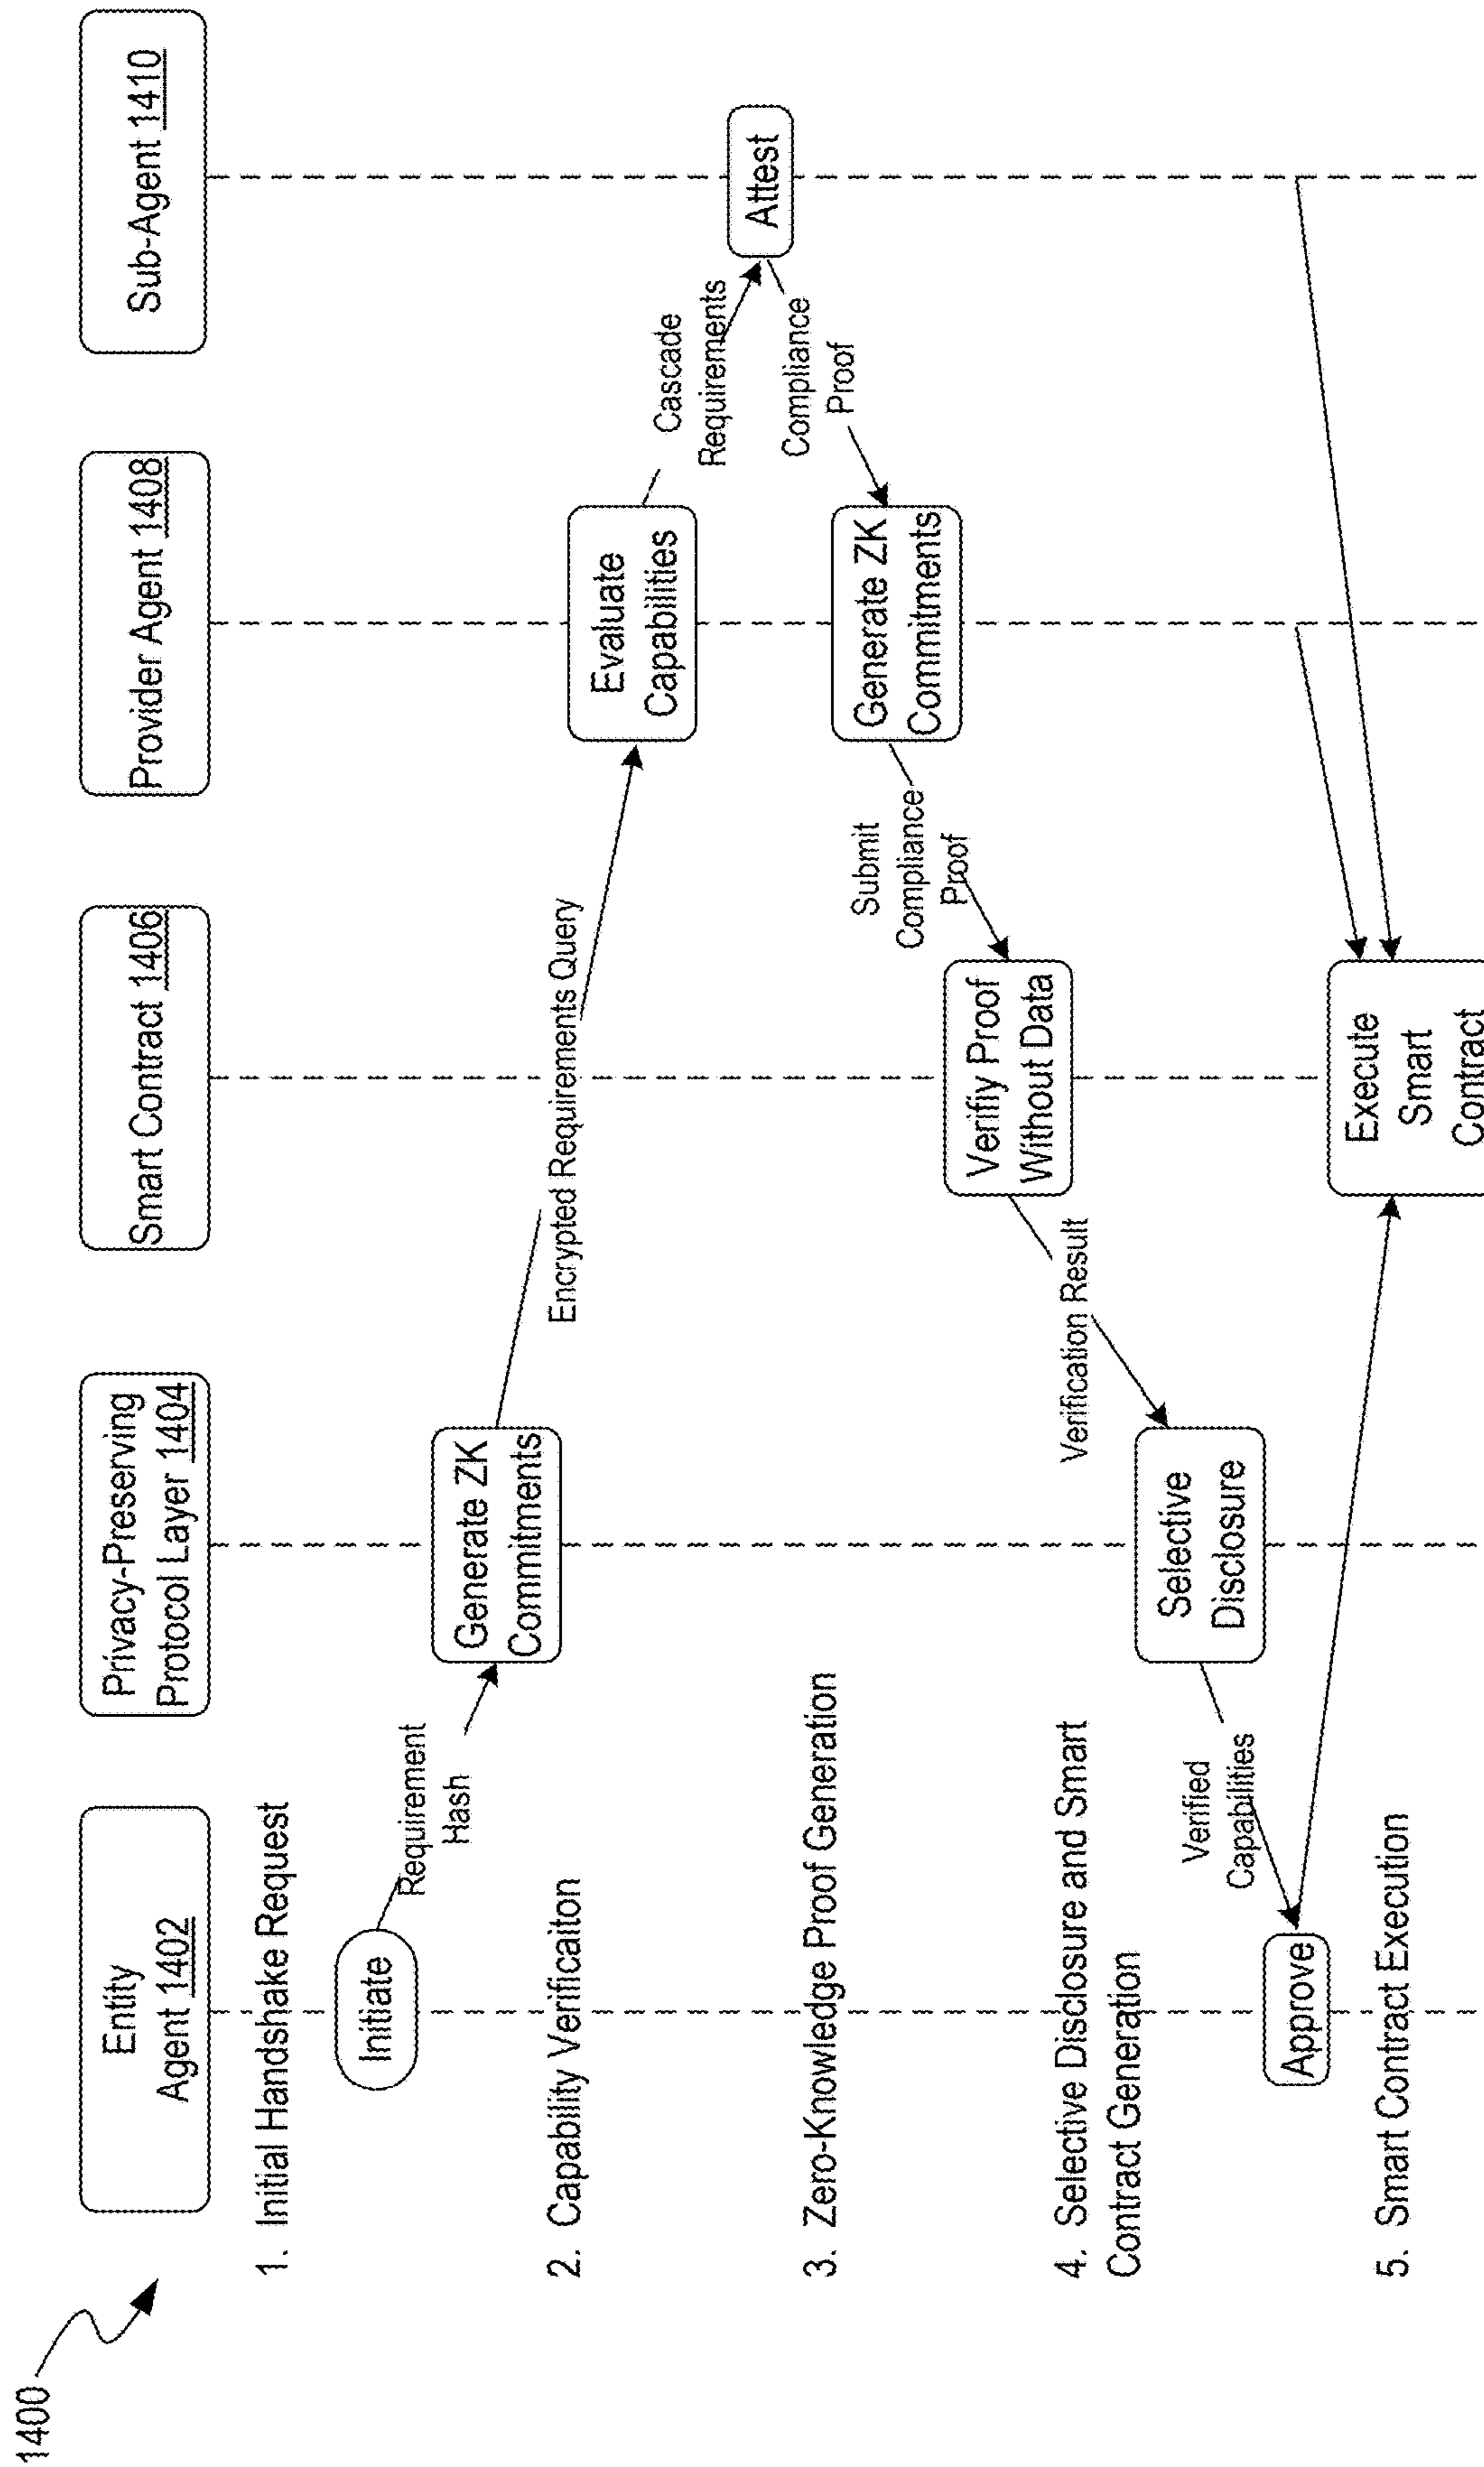 1400
Entity
Agent 1402
Privacy-Preserving
Protocol Layer 1404
Smart Contract 1406
Provider Agent 1408
Sub-Agent 1410
1. Initial Handshake Request
Initiate
Requirement
Hash
Generate ZK
Commitments
2. Capability Verificaiton
Encrypted Requirements Query
Evaluate
Capabilities
Cascade
Requirements
Attest
3. Zero-Knowledge Proof Generation
Compliance
Proof
Generate ZK
Commitments
Submit
Compliance
Proof
Verifiy Proof
Without Data
4. Selective Disclosure and Smart
Contract Generation
Verification Result
Selective
Disclosure
Verified
Capabilities
Approve
5. Smart Contract Execution
Execute
Smart
Contract